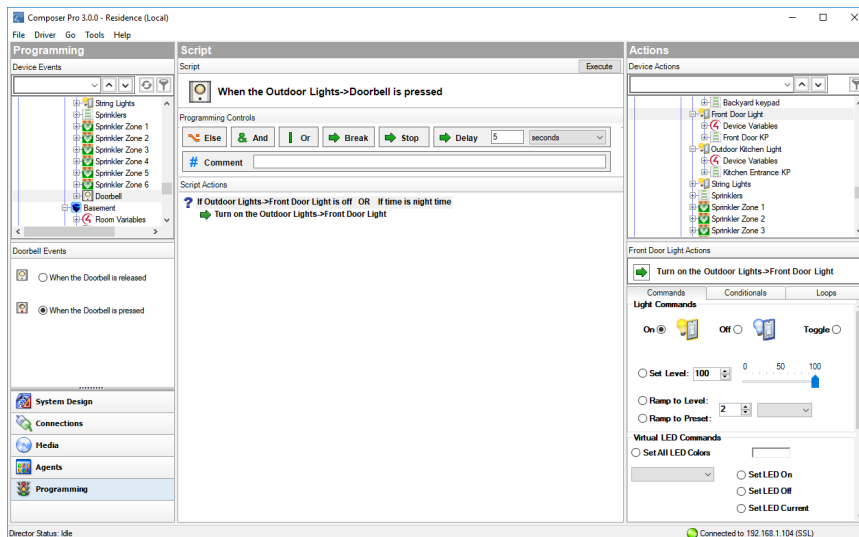 Composer Pro 3.0.0 - Residence (Local)
File Driver Go Tools Help
Programming
Device Events
String Lights
Sprinklers
Sprinkler Zone 1
Sprinkler Zone 2
Sprinkler Zone 3
Sprinkler Zone 4
Sprinkler Zone 5
Sprinkler Zone 6
Doorbell
Basement
Room Variables
Doorbell Events
When the Doorbell is released
When the Doorbell is pressed
System Design
Connections
Media
Agents
Programming
Script
Script Execute
When the Outdoor Lights->Doorbell is pressed
Programming Controls
Else And Or Break Stop Delay 5 seconds
# Comment
Script Actions
? If Outdoor Lights->Front Door Light is off OR If time is night time
Turn on the Outdoor Lights->Front Door Light
Actions
Device Actions
Backyard keypad
Front Door Light
Device Variables
Front Door KP
Outdoor Kitchen Light
Device Variables
Kitchen Entrance KP
String Lights
Sprinklers
Sprinkler Zone 1
Sprinkler Zone 2
Sprinkler Zone 3
Front Door Light Actions
Turn on the Outdoor Lights->Front Door Light
Commands Conditionals Loops
Light Commands
On Off Toggle
0 50 100
Set Level: 100
Ramp to Level:
2
Ramp to Preset:
Virtual LED Commands
Set All LED Colors
Set LED On
Set LED Off
Set LED Current
Director Status: Idle
Connected to 192.168.1.104 (SSL)